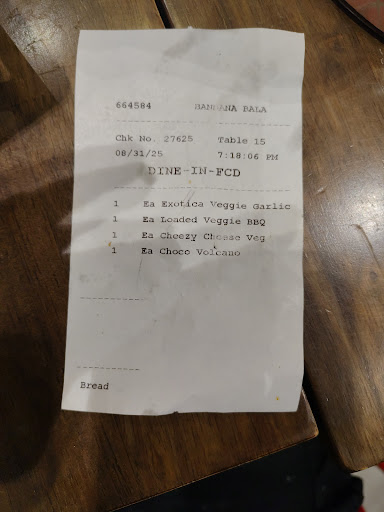 664584 BALA
Chk No. 27625 Table 15
08/31/25 7:18:06 PM
DINE-IN-FCD
1 Ea Exotica Veggie Garlic
1 Ea Loaded Veggie BBQ
1 Ea Cheezy Cheese Veg
1 Ea Choco Volcano
Bread